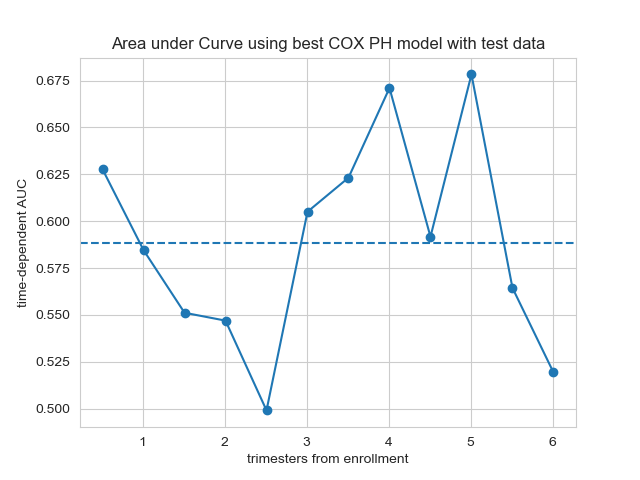 Area under Curve using best COX PH model with test data
time-dependent AUC
0.675
0.650
0.625
0.600
0.575
0.550
0.525
0.500
1 2 3 4 5 6
trimesters from enrollment